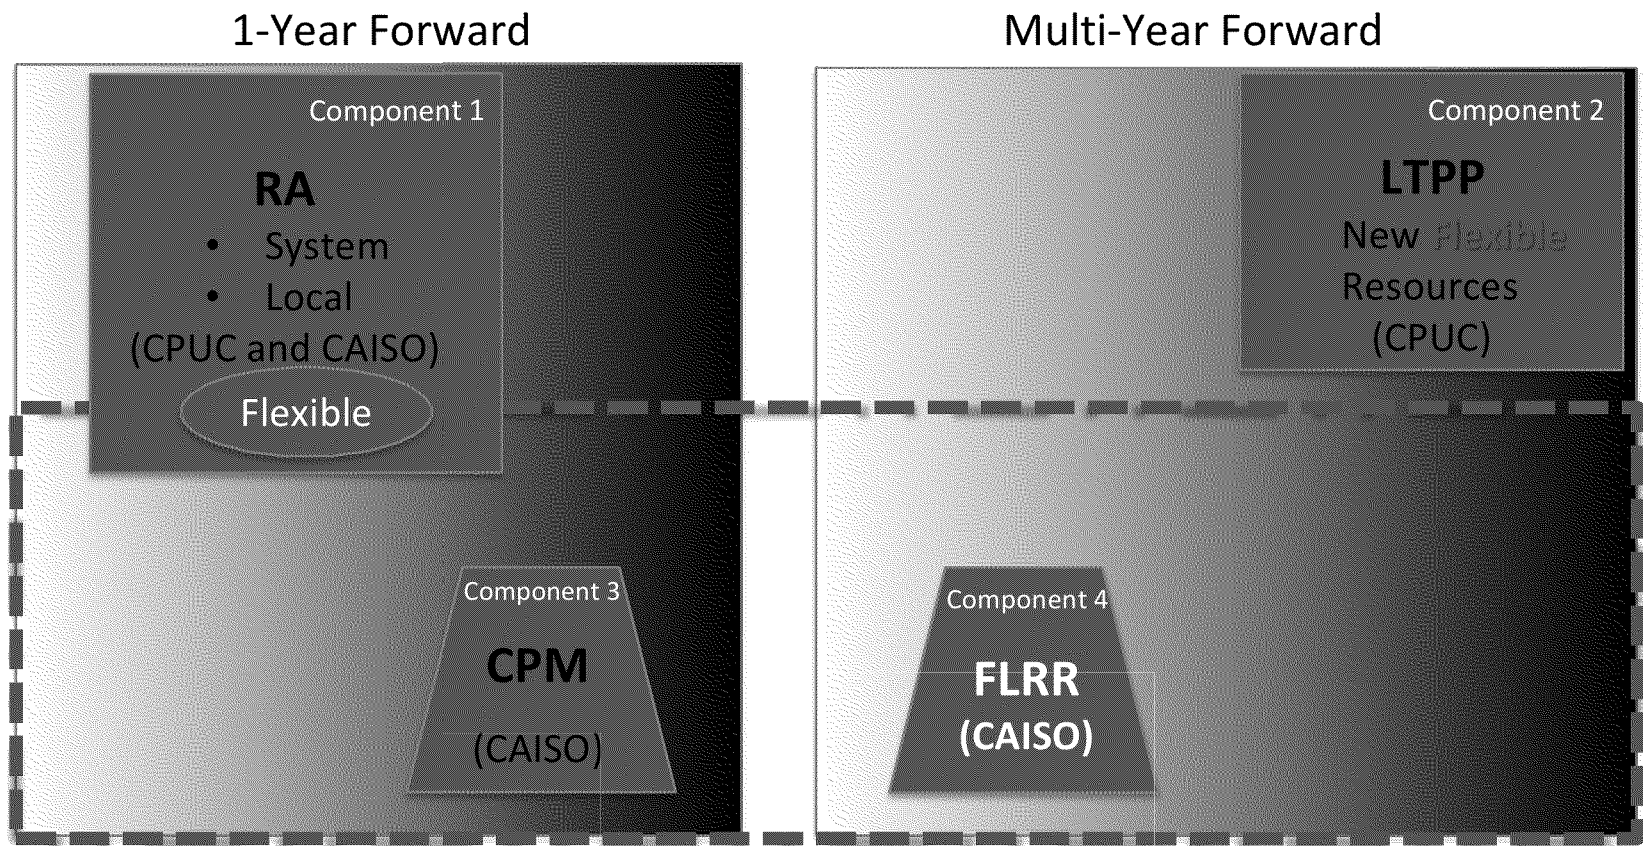 1-Year Forward
Multi-Year Forward
Component 1
RA
• System
• Local
(CPUC and CAISO)
Flexible
Component 2
LTPP
New Flexible
Resources
(CPUC)
Component 3
CPM
(CAISO)
Component 4
FLRR
(CAISO)